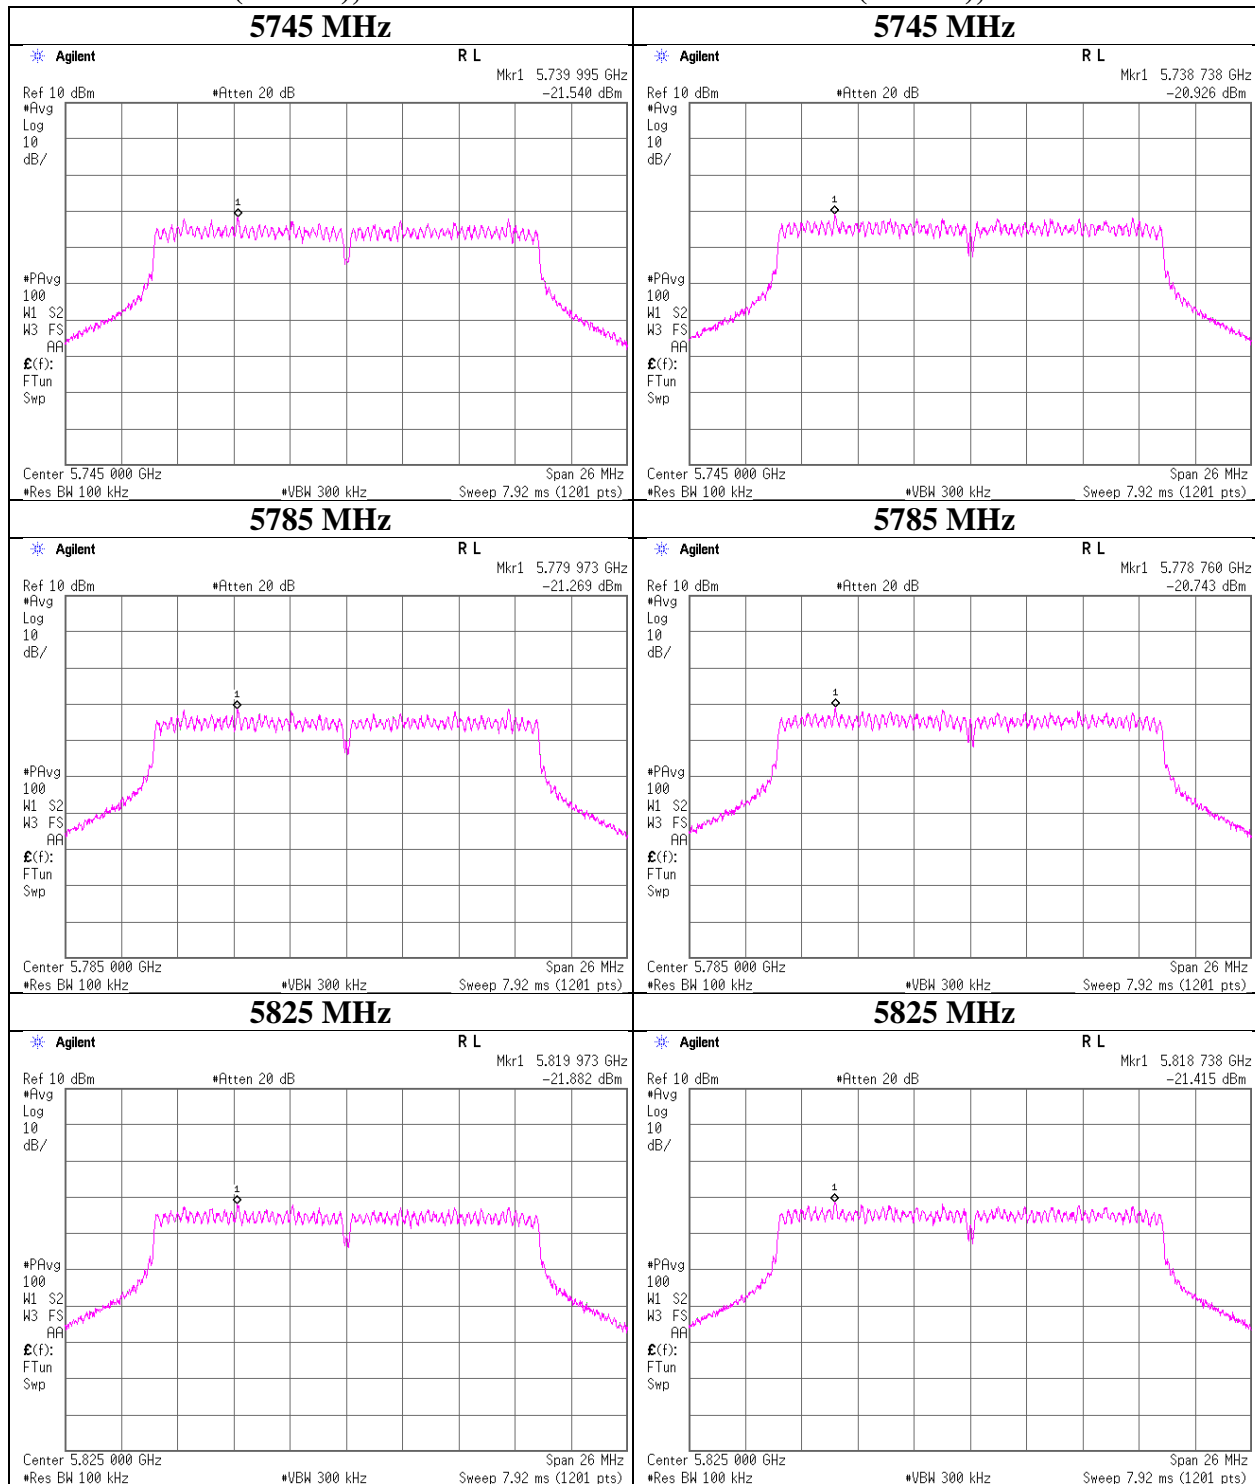 5745 MHz
Agilent R L
Mkr1 5.739 995 GHz
Ref 10 dBm #Atten 20 dB -21.540 dBm
#Avg
Log
10
dB/
1
#PAvg
100
W1 S2
W3 FS
AA
£(f):
FTun
Swp
Center 5.745 000 GHz Span 26 MHz
#Res BW 100 kHz #VBW 300 kHz Sweep 7.92 ms (1201 pts)
5745 MHz
Agilent R L
Mkr1 5.738 738 GHz
Ref 10 dBm #Atten 20 dB -20.926 dBm
#Avg
Log
10
dB/
1
#PAvg
100
W1 S2
W3 FS
AA
£(f):
FTun
Swp
Center 5.745 000 GHz Span 26 MHz
#Res BW 100 kHz #VBW 300 kHz Sweep 7.92 ms (1201 pts)
5785 MHz
Agilent R L
Mkr1 5.779 973 GHz
Ref 10 dBm #Atten 20 dB -21.269 dBm
#Avg
Log
10
dB/
1
#PAvg
100
W1 S2
W3 FS
AA
£(f):
FTun
Swp
Center 5.785 000 GHz Span 26 MHz
#Res BW 100 kHz #VBW 300 kHz Sweep 7.92 ms (1201 pts)
5785 MHz
Agilent R L
Mkr1 5.778 760 GHz
Ref 10 dBm #Atten 20 dB -20.743 dBm
#Avg
Log
10
dB/
1
#PAvg
100
W1 S2
W3 FS
AA
£(f):
FTun
Swp
Center 5.785 000 GHz Span 26 MHz
#Res BW 100 kHz #VBW 300 kHz Sweep 7.92 ms (1201 pts)
5825 MHz
Agilent R L
Mkr1 5.819 973 GHz
Ref 10 dBm #Atten 20 dB -21.882 dBm
#Avg
Log
10
dB/
1
#PAvg
100
W1 S2
W3 FS
AA
£(f):
FTun
Swp
Center 5.825 000 GHz Span 26 MHz
#Res BW 100 kHz #VBW 300 kHz Sweep 7.92 ms (1201 pts)
5825 MHz
Agilent R L
Mkr1 5.818 738 GHz
Ref 10 dBm #Atten 20 dB -21.415 dBm
#Avg
Log
10
dB/
1
#PAvg
100
W1 S2
W3 FS
AA
£(f):
FTun
Swp
Center 5.825 000 GHz Span 26 MHz
#Res BW 100 kHz #VBW 300 kHz Sweep 7.92 ms (1201 pts)